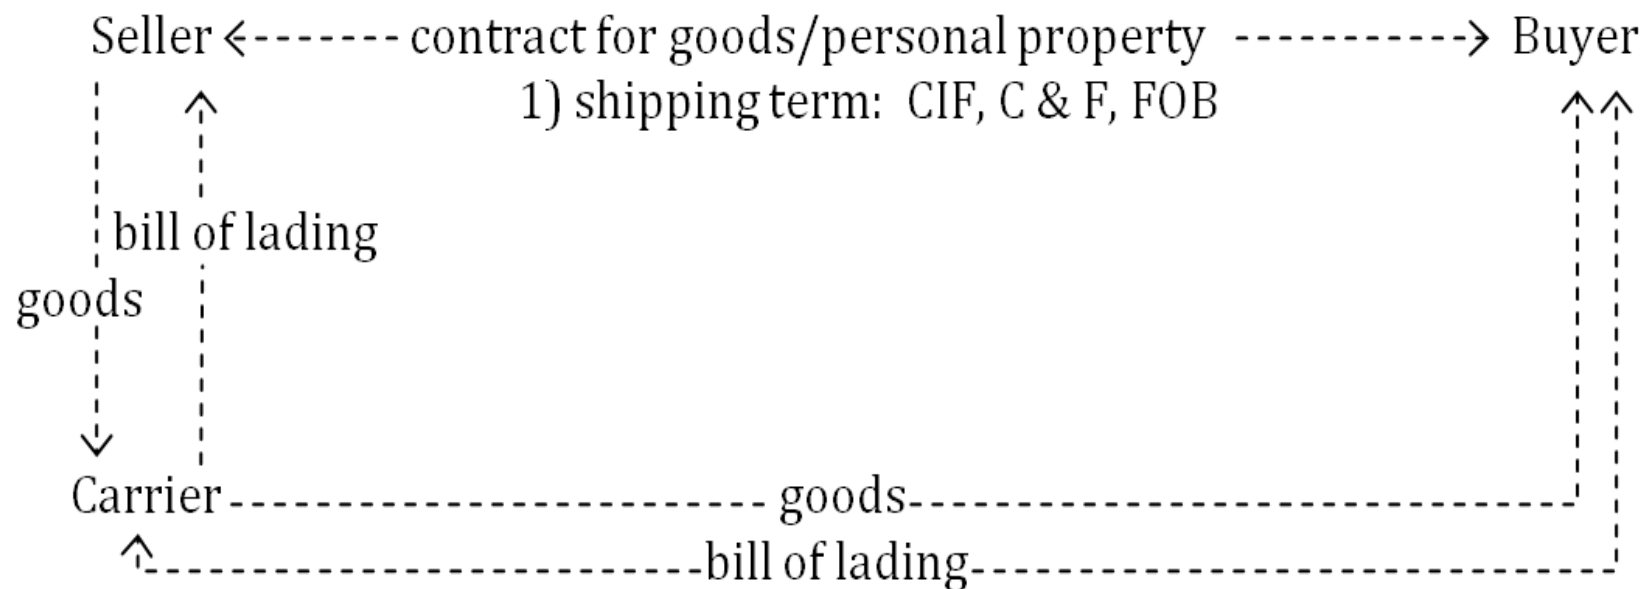 Seller contract for goods/personal property Buyer
1) shipping term: CIF, C & F, FOB
bill of lading
goods
Carrier goods
bill of lading